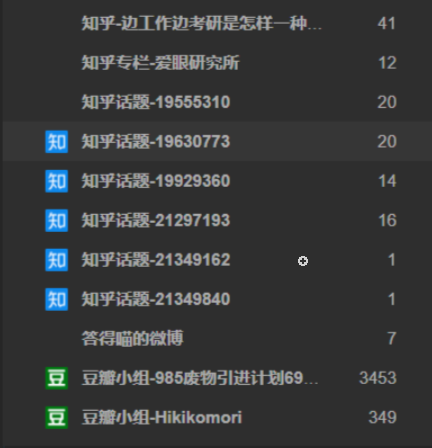 知乎-边工作边考研是怎样一种... 41
知乎专栏-爱眼研究所 12
知乎话题-19555310 20
知 知乎话题-19630773 20
知 知乎话题-19929360 14
知 知乎话题-21297193 16
知 知乎话题-21349162 1
知 知乎话题-21349840 1
答得喵的微博 7
豆 豆瓣小组-985废物引进计划69... 3453
豆 豆瓣小组-Hikikomori 349